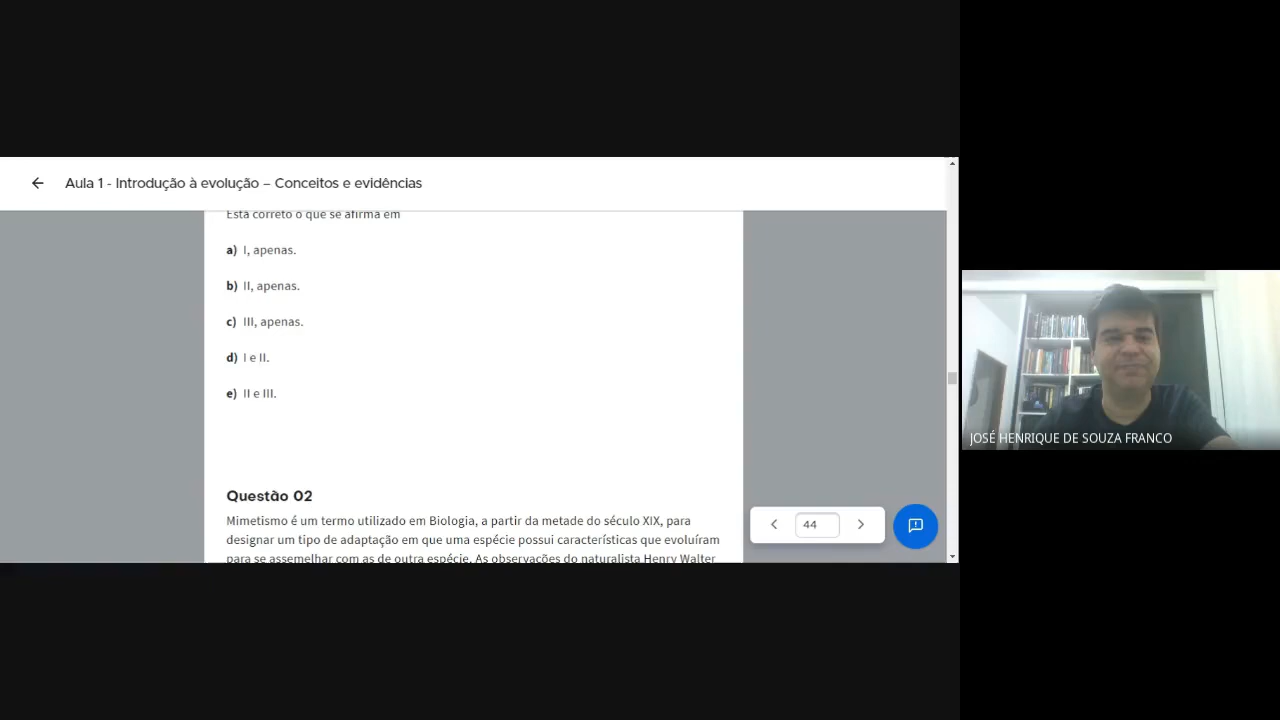 Aula 1 - Introdução à evolução – Conceitos e evidências
Está correto o que se afirma em
a) I, apenas.
b) II, apenas.
c) III, apenas.
d) I e II.
e) II e III.
Questão 02
Mimetismo é um termo utilizado em Biologia, a partir da metade do século XIX, para
designar um tipo de adaptação em que uma espécie possui características que evoluíram
para se assemelhar com as de outra espécie. As observações do naturalista Henry Walter
44
JOSÉ HENRIQUE DE SOUZA FRANCO